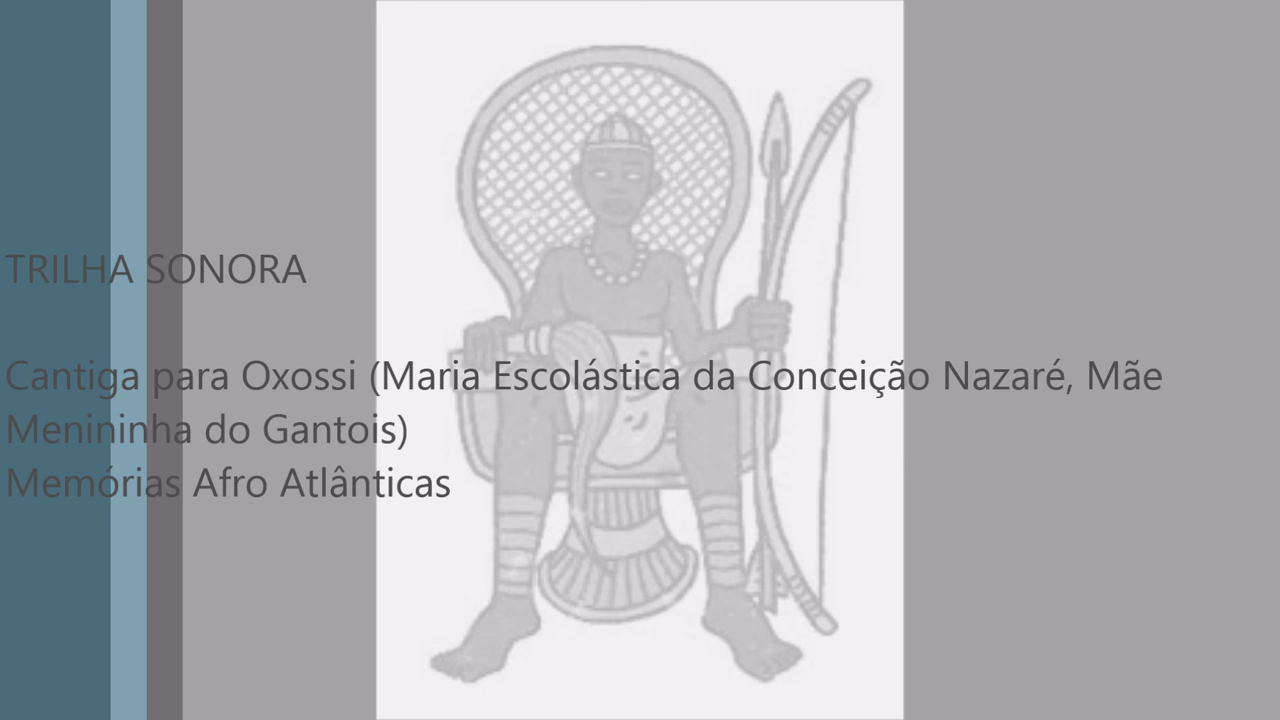 TRILHA SONORA
Cantiga para Oxossi (Maria Escolástica da Conceição Nazaré, Mãe
Menininha do Gantois)
Memórias Afro Atlânticas